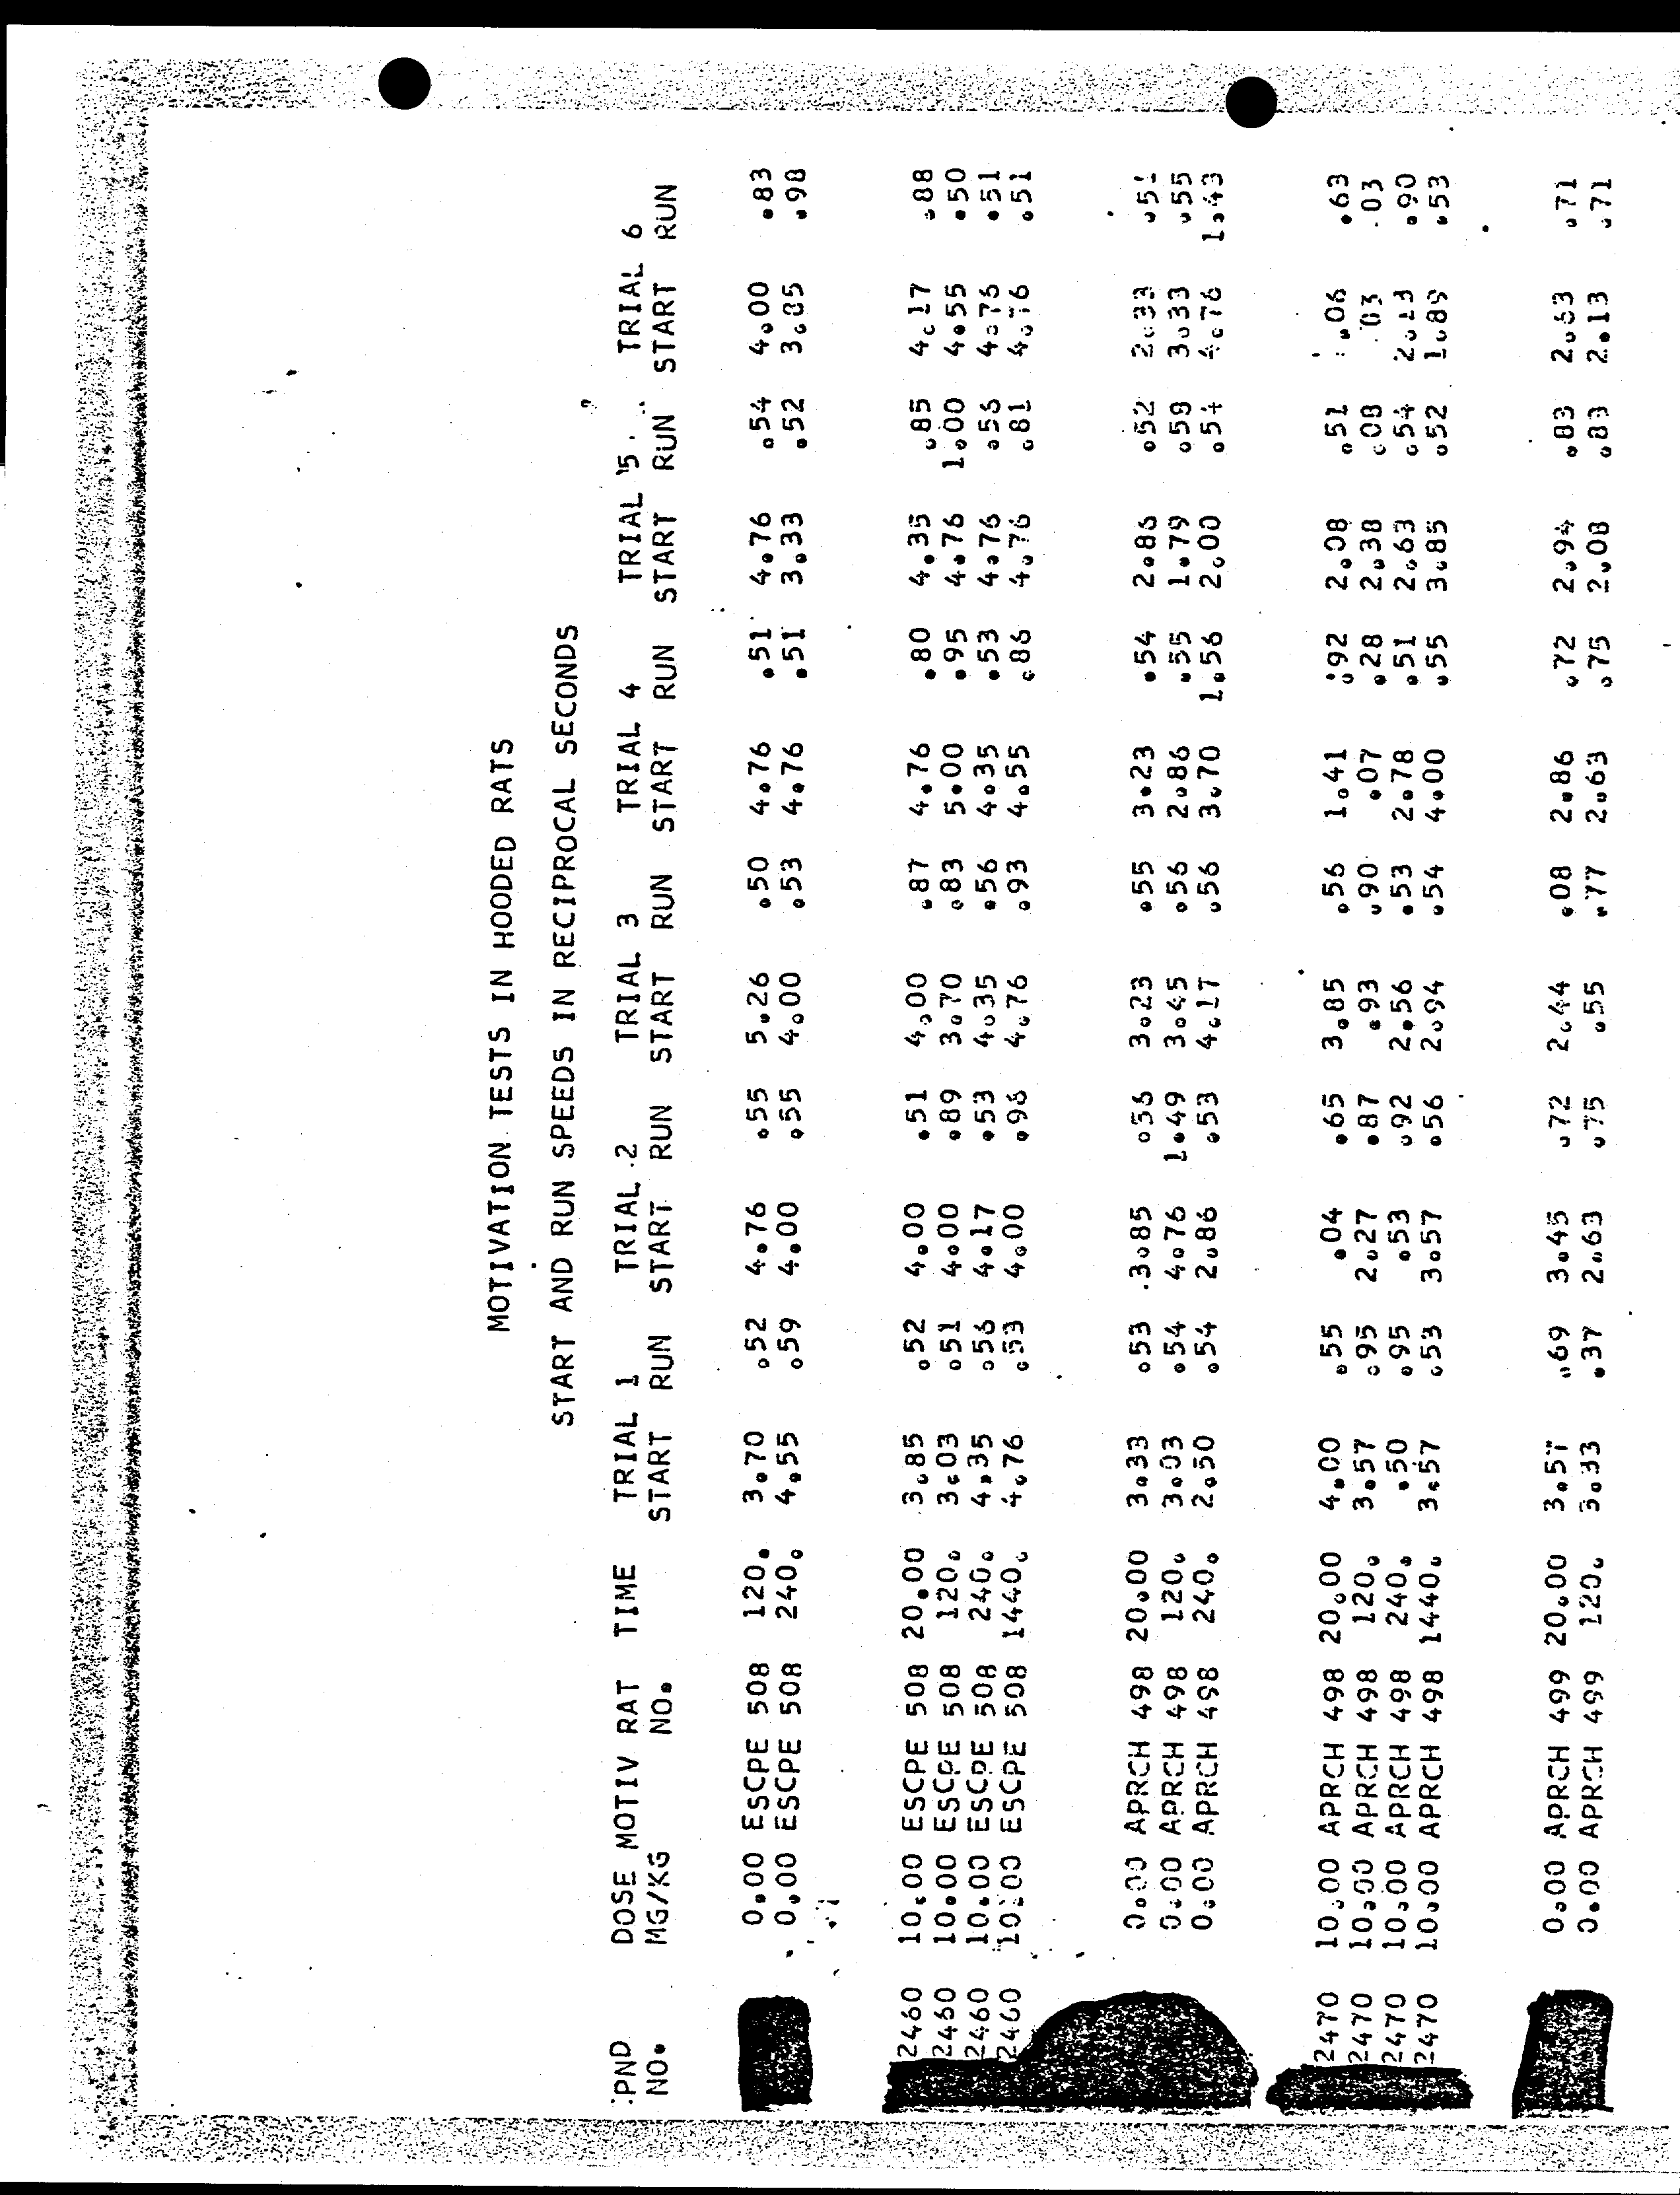 MOTIVATION TESTS IN HOODED RATS
START AND RUN SPEEDS IN RECIPROCAL SECONDS
PND DOSE MOTIV RAT TIME TRIAL 1 TRIAL 2 TRIAL 3 TRIAL 4 TRIAL 5 TRIAL 6
NO. MG/KG NO. START RUN START RUN START RUN START RUN START RUN START RUN
0.00 ESCPE 508 120. 3.70 .52 4.76 .55 5.26 .50 4.76 .51 4.76 .54 4.00 .83
0.00 ESCPE 508 240. 4.55 .59 4.00 .55 4.00 .53 4.76 .51 3.33 .52 3.85 .98
2460 10.00 ESCPE 508 20.00 3.85 .52 4.00 .51 4.00 .87 4.76 .80 4.35 .85 4.17 .88
2460 10.00 ESCPE 508 120. 3.03 .51 4.00 .89 3.70 .83 5.00 .95 4.76 1.00 4.55 .50
2460 10.00 ESCPE 508 240. 4.35 .56 4.17 .53 4.35 .56 4.35 .53 4.76 .56 4.76 .51
2460 10.00 ESCPE 508 1440. 4.76 .53 4.00 .96 4.76 .93 4.55 .86 4.76 .81 4.76 .51
0.00 APRCH 498 20.00 3.33 .53 3.85 .56 3.23 .55 3.23 .54 2.86 .52 2.33 .51
0.00 APRCH 498 120. 3.03 .54 4.76 1.49 3.45 .56 2.86 .55 1.79 .58 3.33 .55
0.00 APRCH 498 240. 2.50 .54 2.86 .53 4.17 .56 3.70 1.56 2.00 .54 4.76 1.43
2470 10.00 APRCH 498 20.00 4.00 .55 .04 .65 3.85 .56 1.41 .92 2.08 .51 .06 .63
2470 10.00 APRCH 498 120. 3.57 .95 2.27 .87 .93 .90 .07 .28 2.38 .08 .03 .03
2470 10.00 APRCH 498 240. .50 .95 .53 .92 2.56 .53 2.78 .51 2.63 .54 2.13 .90
2470 10.00 APRCH 498 1440. 3.57 .53 3.57 .56 2.94 .54 4.00 .55 3.85 .52 1.89 .53
0.00 APRCH 499 20.00 3.57 .69 3.45 .72 2.44 .08 2.86 .72 2.94 .83 2.63 .71
0.00 APRCH 499 120. 3.33 .37 2.63 .75 .55 .77 2.63 .75 2.08 .83 2.13 .71